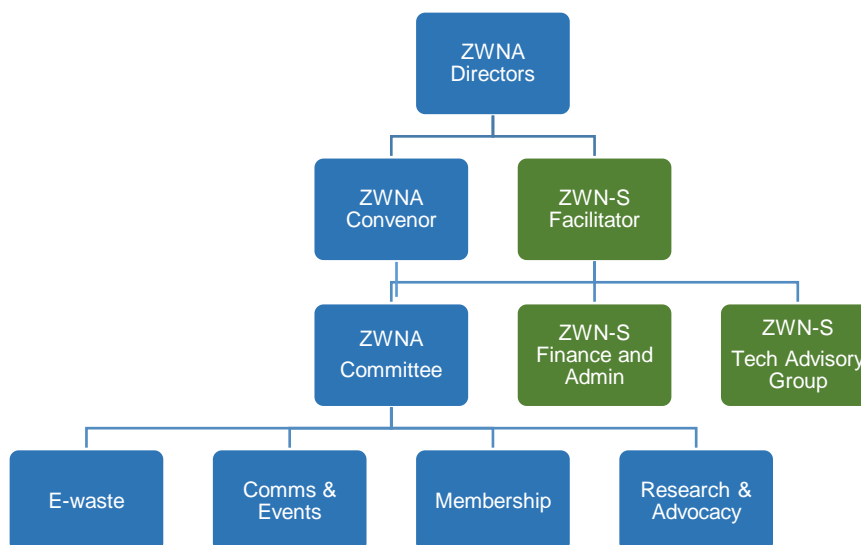 ZWNA
Directors
ZWNA
Convenor
ZWN-S
Facilitator
ZWNA
Committee
ZWN-S
Finance and
Admin
ZWN-S
Tech Advisory
Group
E-waste
Comms &
Events
Membership
Research &
Advocacy